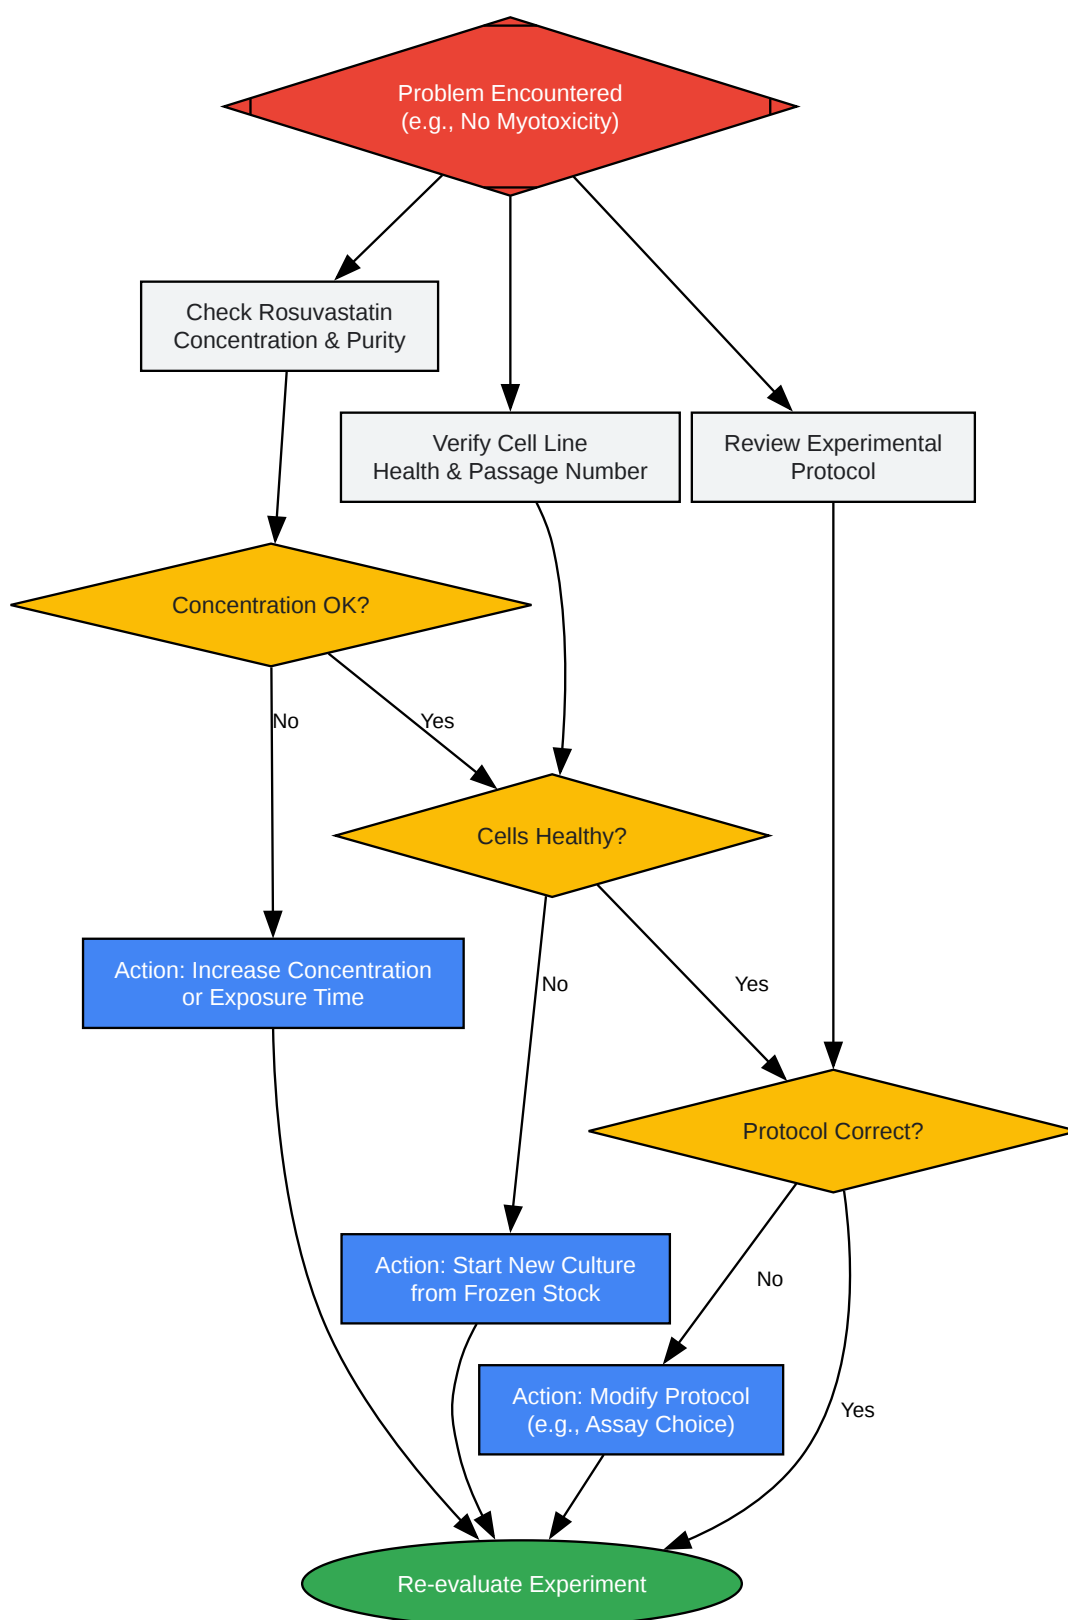 Problem Encountered
(e.g., No Myotoxicity)
Check Rosuvastatin
Concentration & Purity
Verify Cell Line
Health & Passage Number
Review Experimental
Protocol
Concentration OK?
No
Yes
Cells Healthy?
Action: Increase Concentration
or Exposure Time
No
Yes
Protocol Correct?
Action: Start New Culture
from Frozen Stock
No
Action: Modify Protocol
(e.g., Assay Choice)
Yes
Re-evaluate Experiment